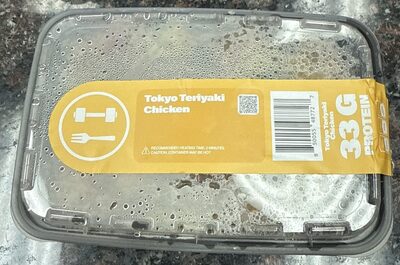 Tokyo Teriyaki
Chicken
RECOMMENDED HEATING TIME: 2 MINUTES
CAUTION: CONTAINER MAY BE HOT
Tokyo Teriyaki
Chicken
33 G
PROTEIN